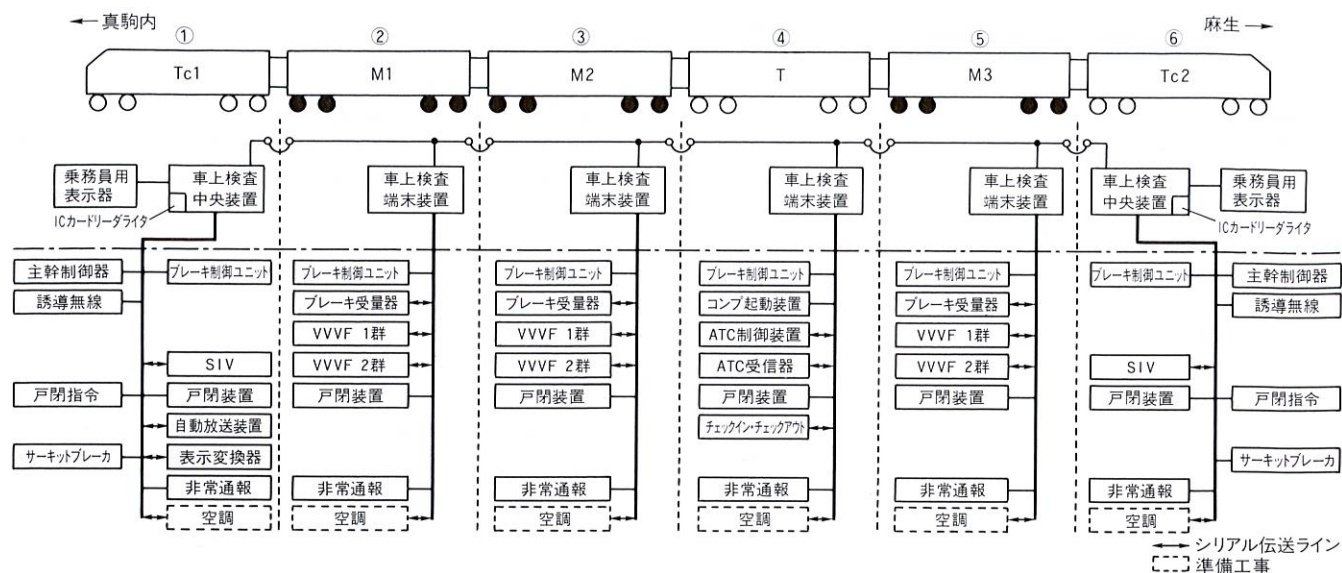 ← 真駒内
麻生 →
① ② ③ ④ ⑤ ⑥
Tc1 M1 M2 T M3 Tc2
乗務員用
表示器
車上検査
中央装置
ICカードリーダライタ
車上検査
端末装置
車上検査
端末装置
車上検査
端末装置
車上検査
端末装置
車上検査
中央装置
乗務員用
表示器
ICカードリーダライタ
主幹制御器
誘導無線
戸閉指令
サーキットブレーカ
ブレーキ制御ユニット
SIV
戸閉装置
自動放送装置
表示変換器
非常通報
空調
ブレーキ制御ユニット
ブレーキ受量器
VVVF 1群
VVVF 2群
戸閉装置
非常通報
空調
ブレーキ制御ユニット
ブレーキ受量器
VVVF 1群
VVVF 2群
戸閉装置
非常通報
空調
ブレーキ制御ユニット
コンプ起動装置
ATC制御装置
ATC受信器
戸閉装置
チェックイン・チェックアウト
非常通報
空調
ブレーキ制御ユニット
ブレーキ受量器
VVVF 1群
VVVF 2群
戸閉装置
非常通報
空調
ブレーキ制御ユニット
SIV
戸閉装置
非常通報
空調
主幹制御器
誘導無線
戸閉指令
サーキットブレーカ
シリアル伝送ライン
準備工事